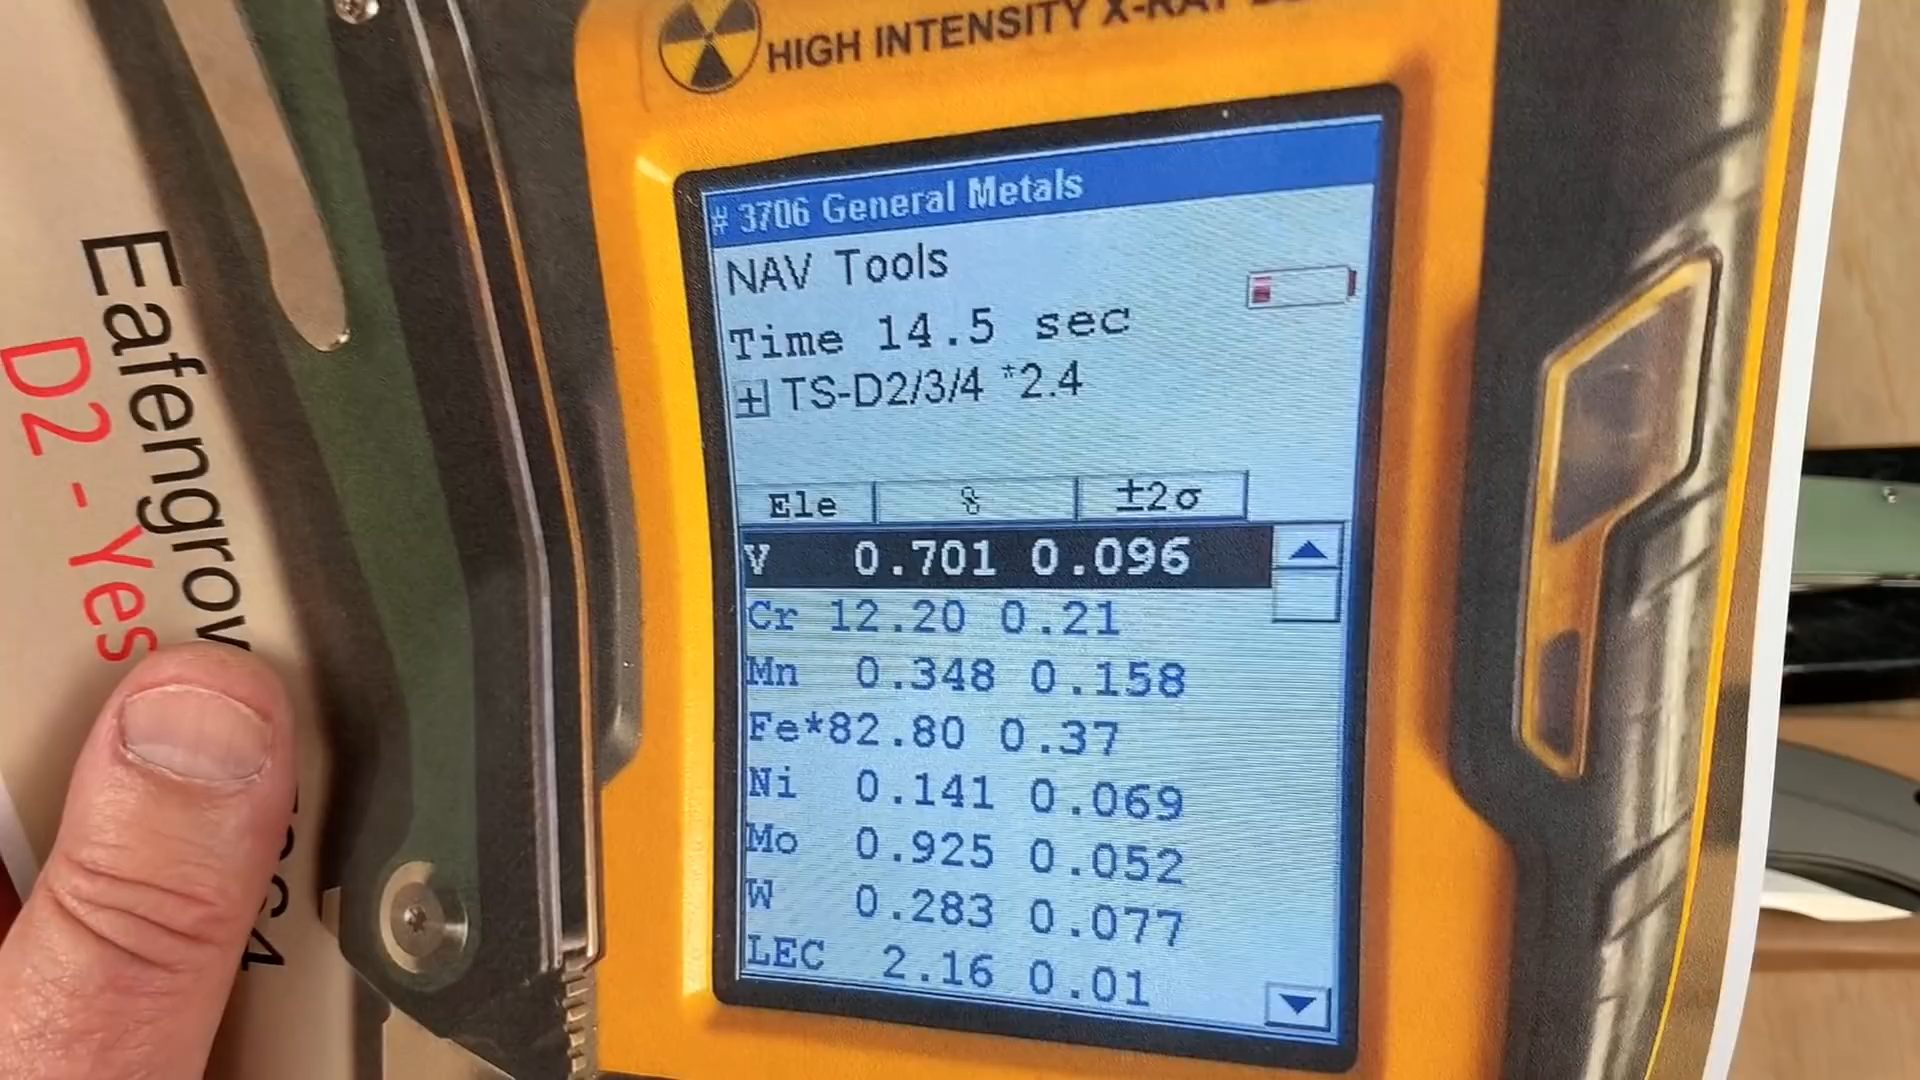 HIGH INTENSITY X-RAY
# 3706 General Metals
NAV Tools
Time 14.5 sec
+ TS-D2/3/4 *2.4
Ele % ±2σ
V 0.701 0.096
Cr 12.20 0.21
Mn 0.348 0.158
Fe*82.80 0.37
Ni 0.141 0.069
Mo 0.925 0.052
W 0.283 0.077
LEC 2.16 0.01
Eafengrow
D2 - Yes